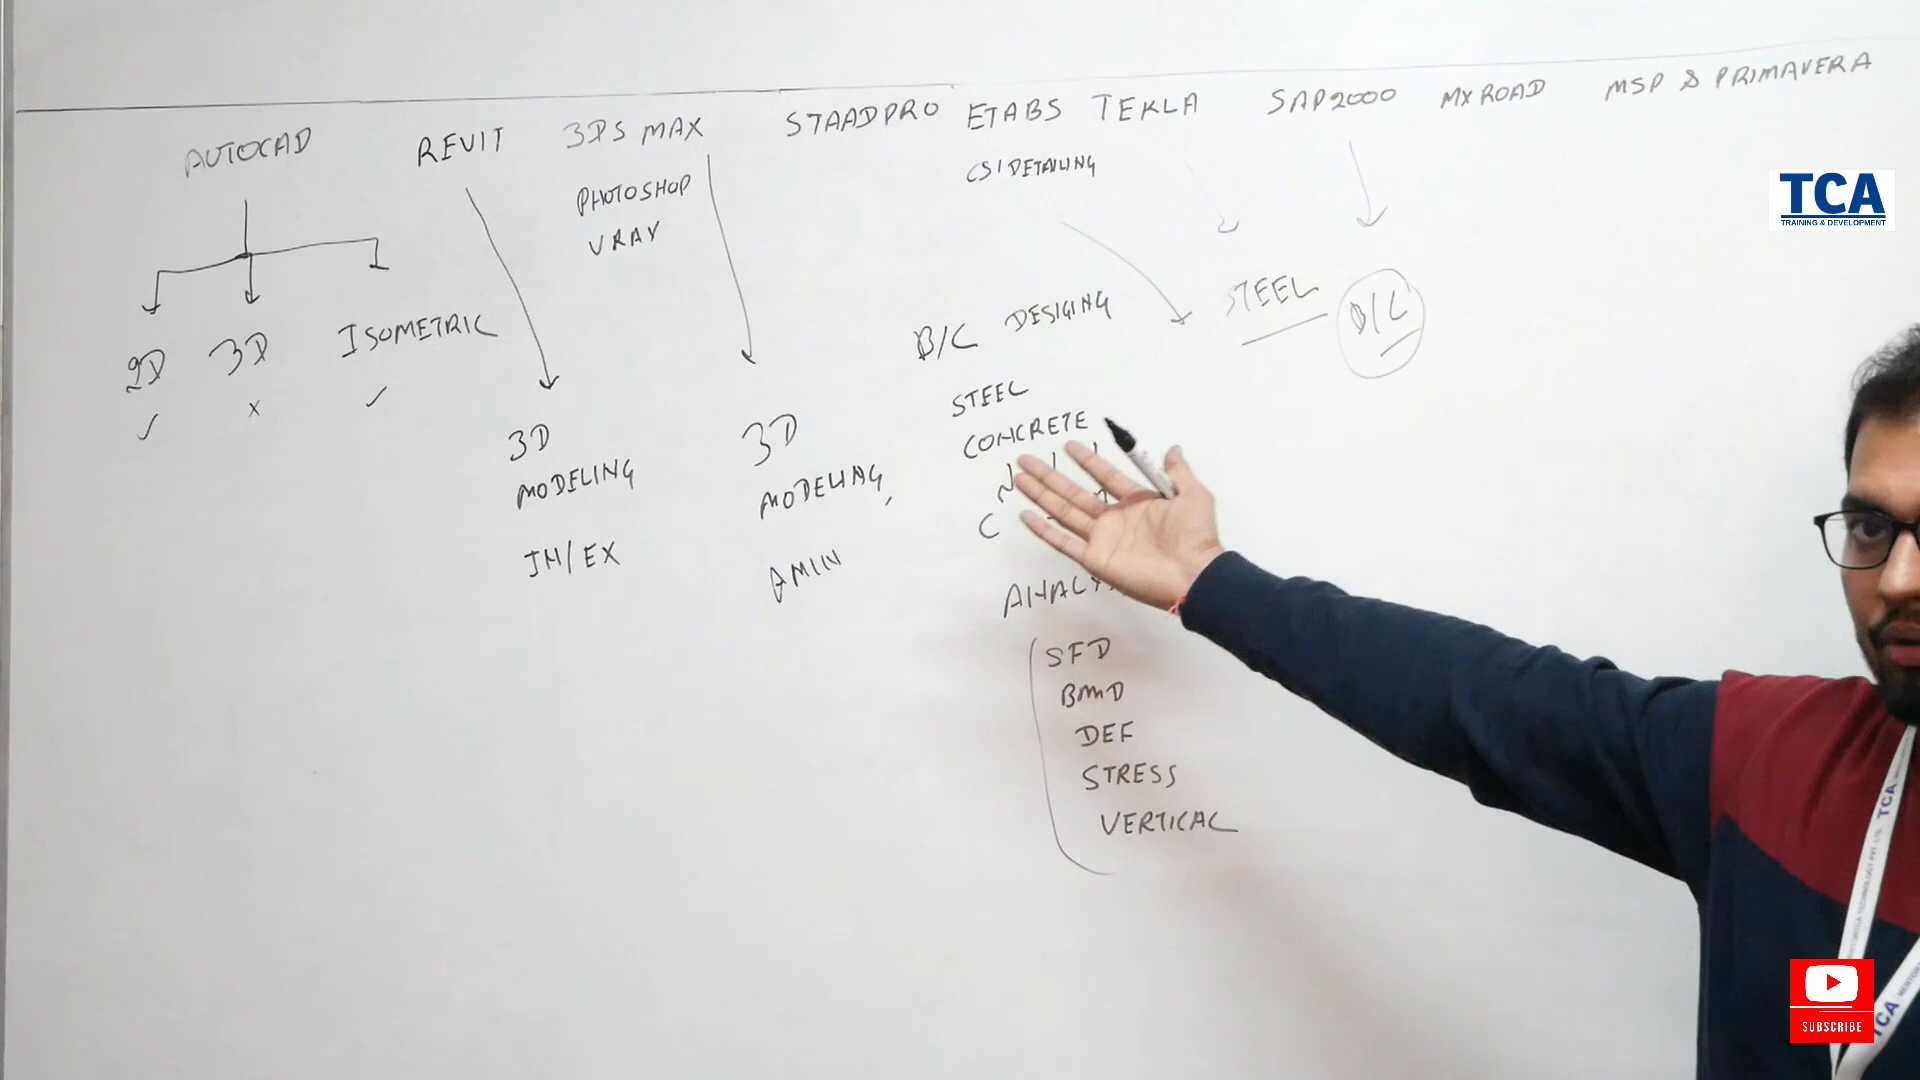 AUTOCAD REVIT 3DS MAX STAADPRO ETABS TEKLA SAP2000 MX ROAD MSP & PRIMAVERA
PHOTOSHOP
VRAY
CSI DETAILING
2D 3D ISOMETRIC
3D
MODELING
IN/EX
3D
MODELING,
AMIN
B/C DESIGING
STEEL
CONCRETE
C
SFD
BMD
DEF
STRESS
VERTICAL
STEEL
B/C
TCA
TRAINING & DEVELOPMENT
TCA
TCA
SUBSCRIBE